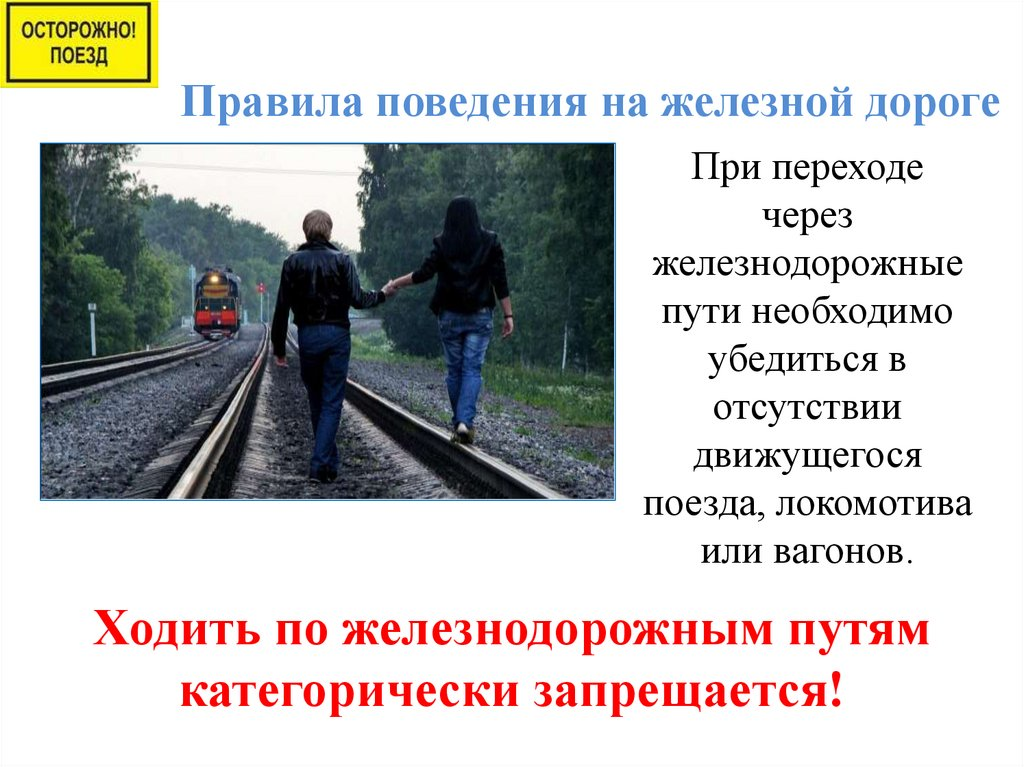 ОСТОРОЖНО!
ПОЕЗД
Правила поведения на железной дороге
При переходе
через
железнодорожные
пути необходимо
убедиться в
отсутствии
движущегося
поезда, локомотива
или вагонов.
Ходить по железнодорожным путям
категорически запрещается!